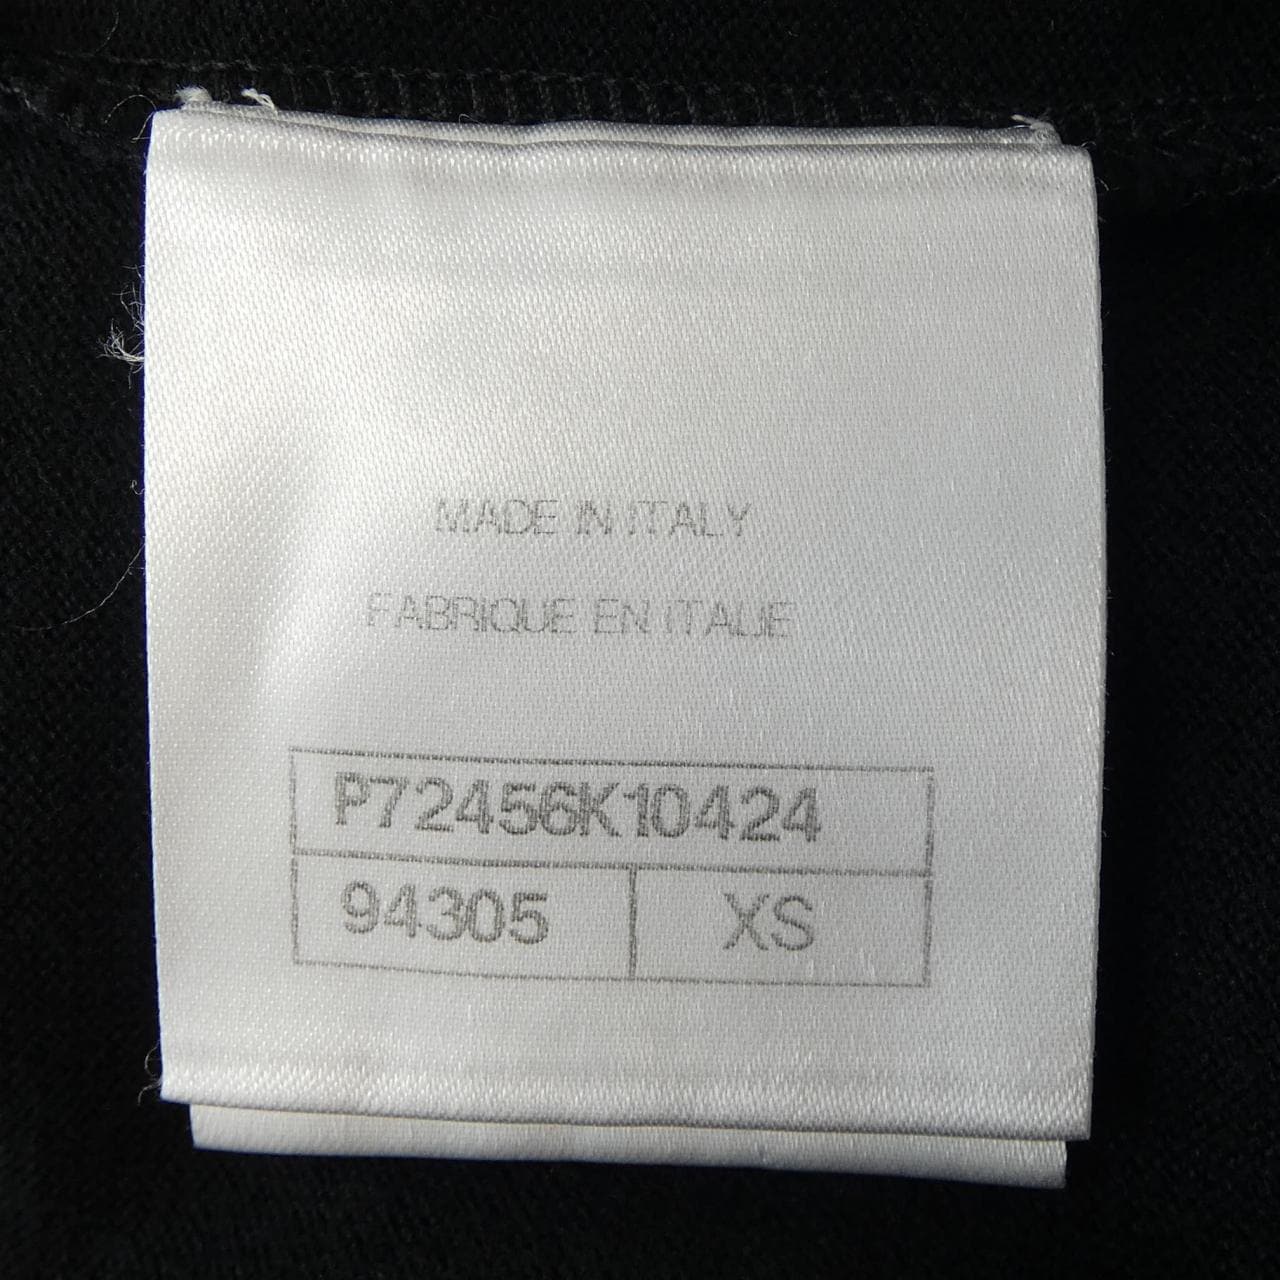 MADE IN ITALY
FABRIQUE EN ITALIE
P72456K10424
94305 XS